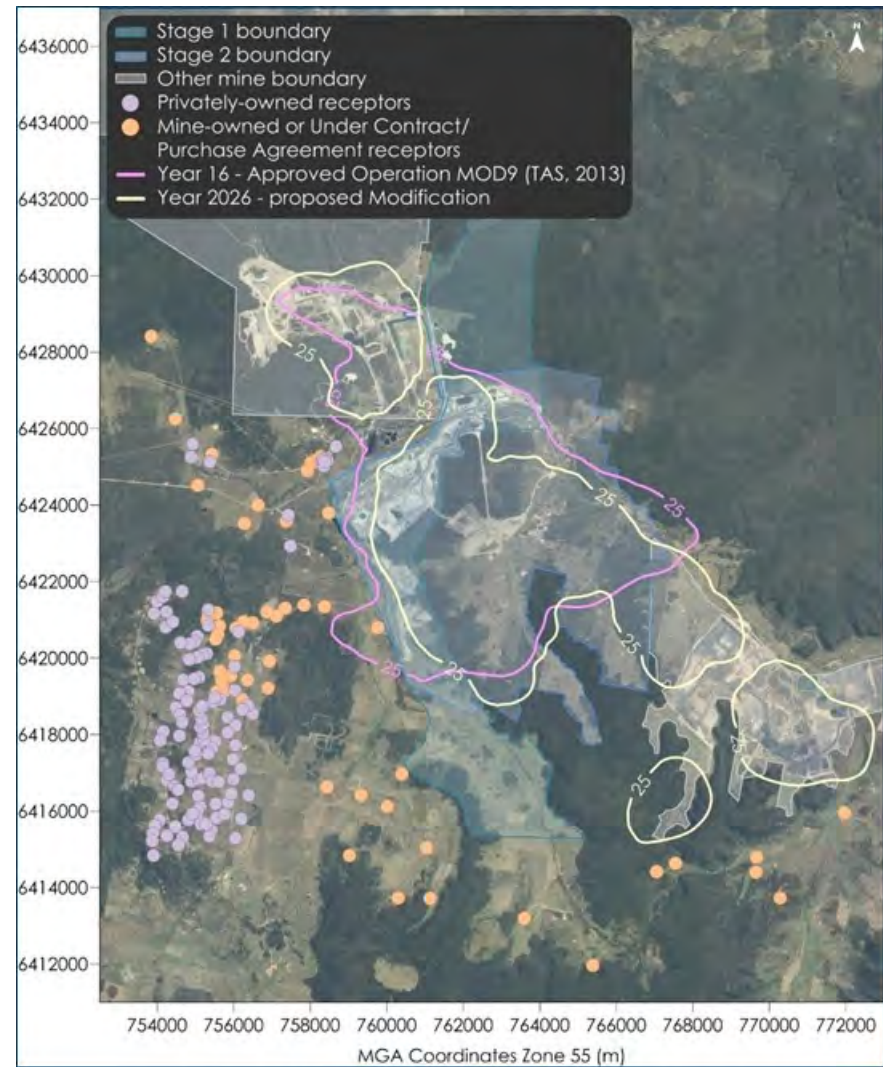 Stage 1 boundary
Stage 2 boundary
Other mine boundary
Privately-owned receptors
Mine-owned or Under Contract/
Purchase Agreement receptors
Year 16 - Approved Operation MOD9 (TAS, 2013)
Year 2026 - proposed Modification
N
6436000
6434000
6432000
6430000
6428000
6426000
6424000
6422000
6420000
6418000
6416000
6414000
6412000
25
25
25
25
25
25
25
25
25
25
25
25
754000 756000 758000 760000 762000 764000 766000 768000 770000 772000
MGA Coordinates Zone 55 (m)